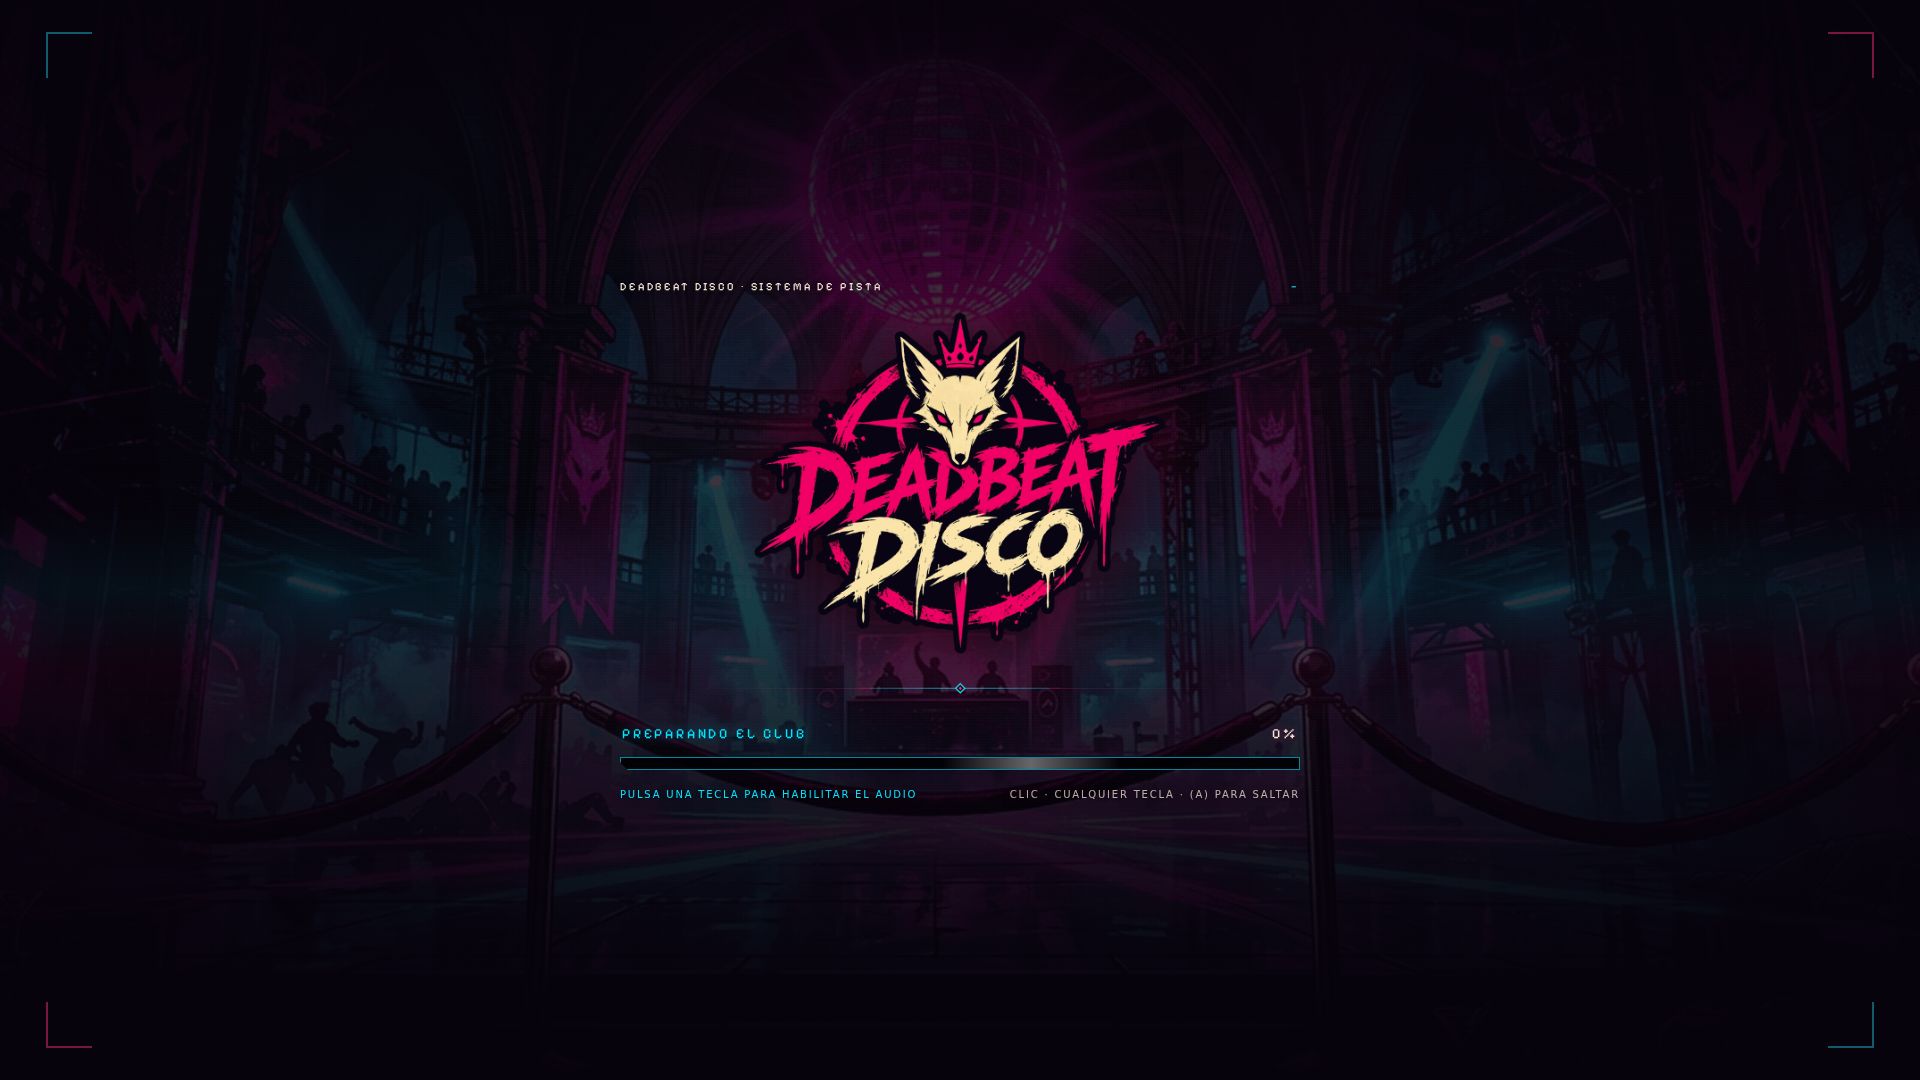 DEADBEAT DISCO · SISTEMA DE PISTA
-
DEADBEAT
DISCO
PREPARANDO EL CLUB
0%
PULSA UNA TECLA PARA HABILITAR EL AUDIO
CLIC · CUALQUIER TECLA · (A) PARA SALTAR